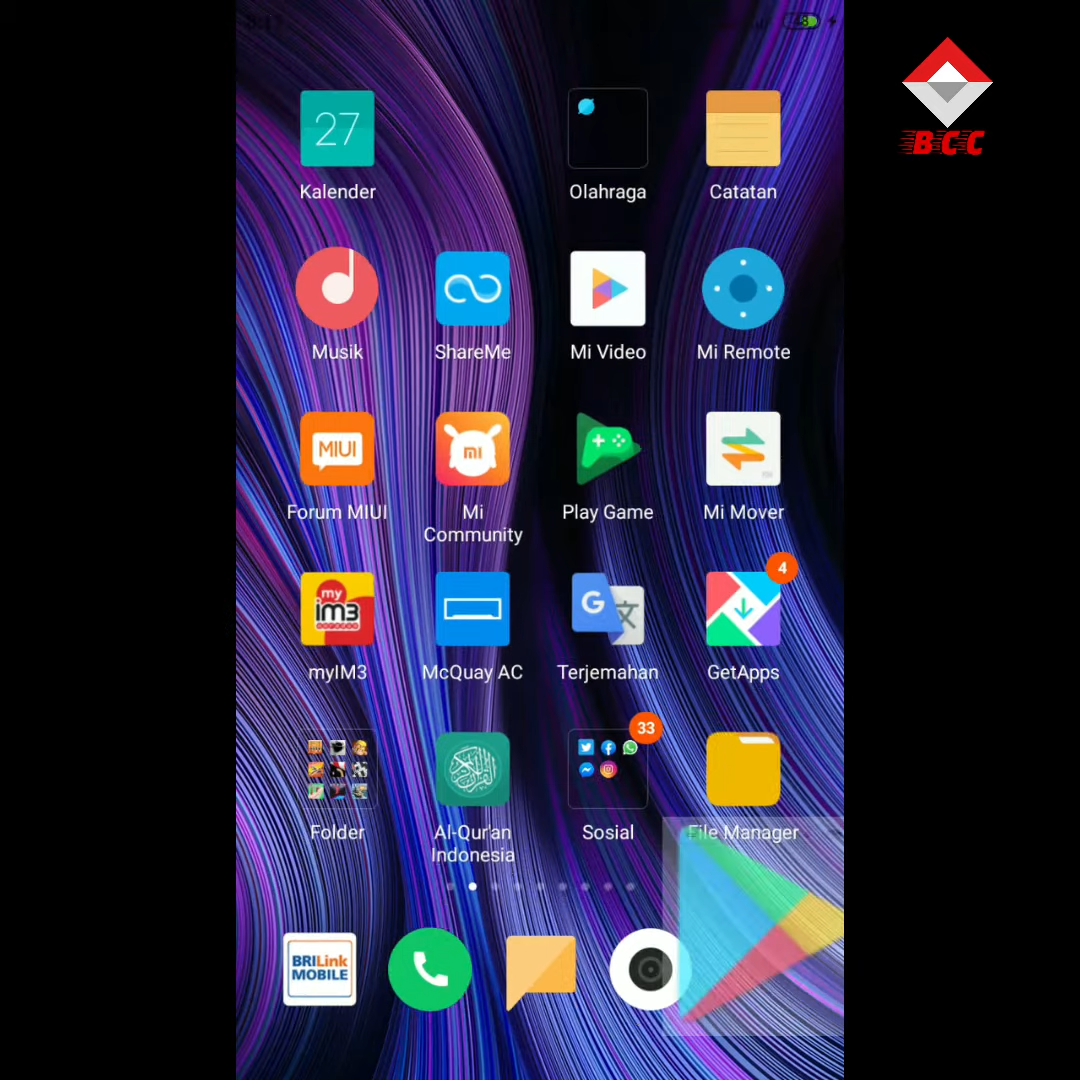 BCC
27
Kalender
Olahraga
Catatan
Musik
ShareMe
Mi Video
Mi Remote
MIUI
mi
Forum MIUI
Mi
Community
Play Game
Mi Mover
4
my
im3
G 文
myIM3
McQuay AC
Terjemahan
GetApps
33
Folder
Al-Qur'an
Indonesia
Sosial
File Manager
BRILink
MOBILE